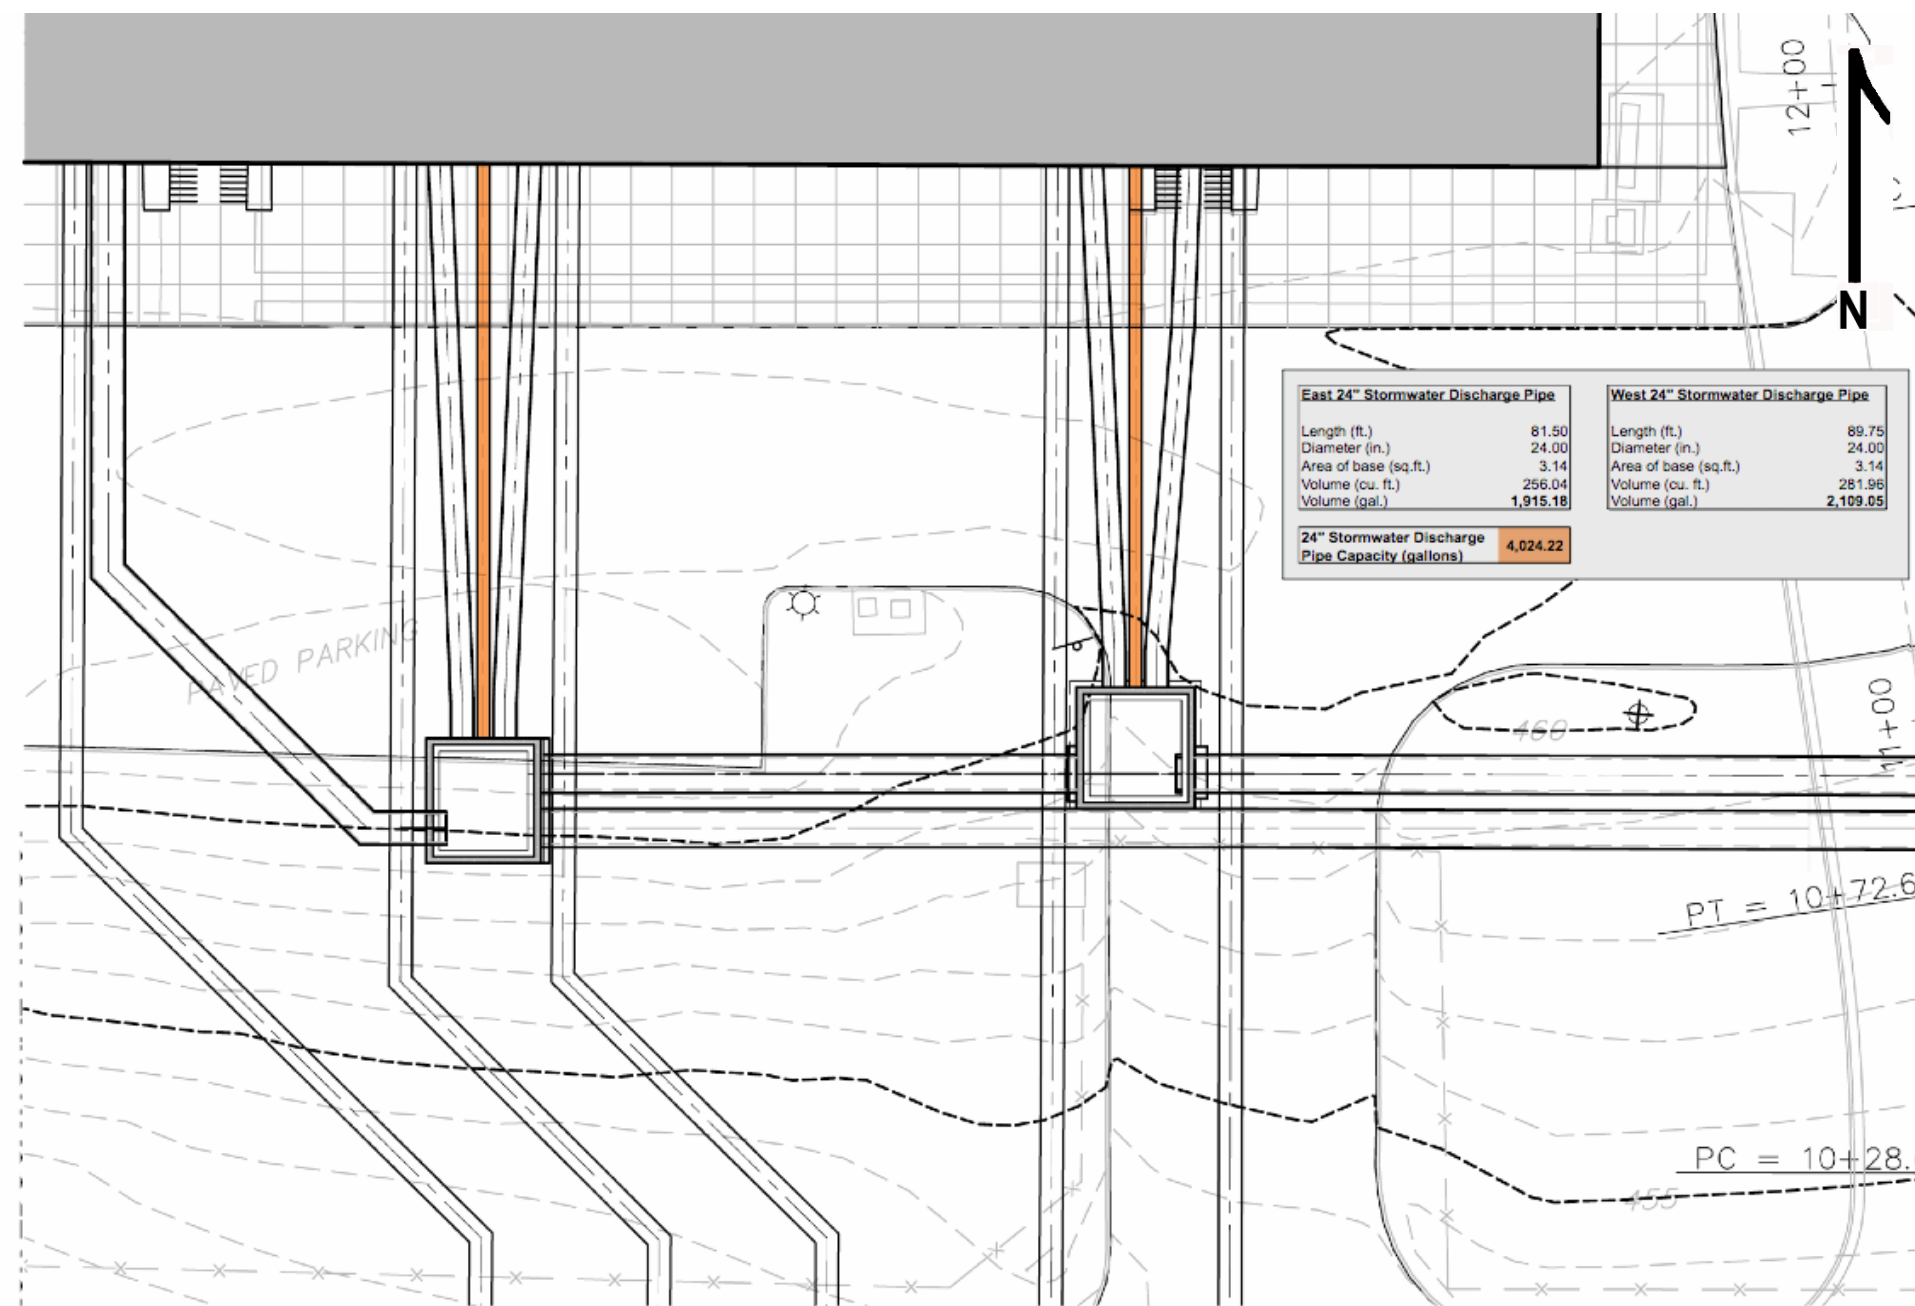 12+00
N
East 24" Stormwater Discharge Pipe
Length (ft.) 81.50
Diameter (in.) 24.00
Area of base (sq.ft.) 3.14
Volume (cu. ft.) 256.04
Volume (gal.) 1,915.18
West 24" Stormwater Discharge Pipe
Length (ft.) 89.75
Diameter (in.) 24.00
Area of base (sq.ft.) 3.14
Volume (cu. ft.) 281.96
Volume (gal.) 2,109.05
24" Stormwater Discharge
Pipe Capacity (gallons) 4,024.22
PAVED PARKING
460
11+00
PT = 10+72.6
PC = 10+28.
455